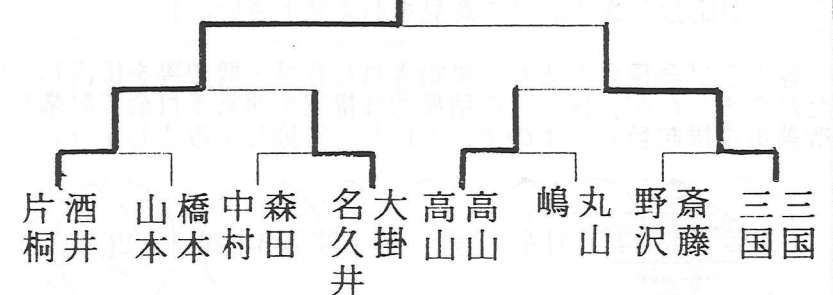 片桐
酒井
山本
橋本
中村
森田
名久井
大掛
高山
高山
嶋
丸山
野沢
斎藤
三国
三国